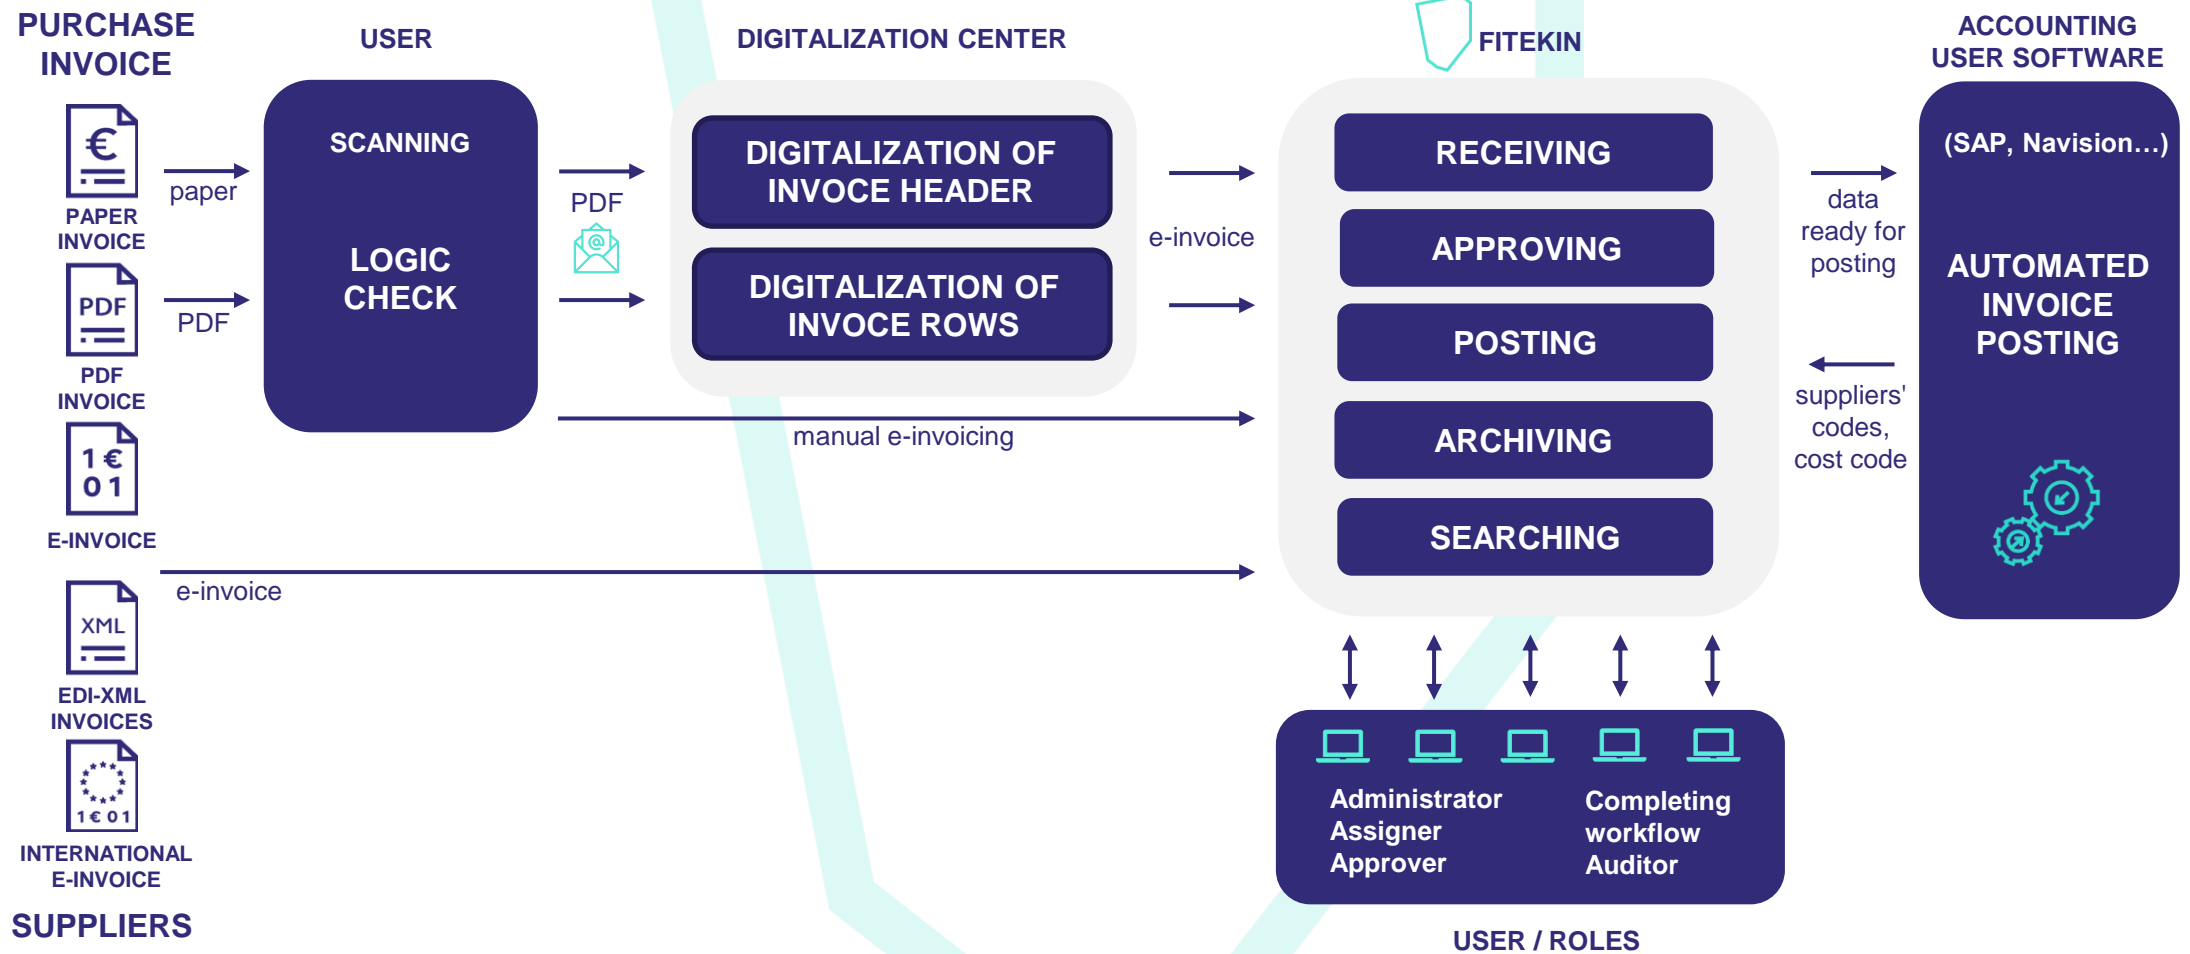 PURCHASE
INVOICE
€
PAPER
INVOICE
PDF
PDF
INVOICE
1 €
0 1
E-INVOICE
XML
EDI-XML
INVOICES
1 € 0 1
INTERNATIONAL
E-INVOICE
SUPPLIERS
paper
PDF
e-invoice
USER
SCANNING
LOGIC
CHECK
PDF
@
manual e-invoicing
DIGITALIZATION CENTER
DIGITALIZATION OF
INVOCE HEADER
DIGITALIZATION OF
INVOCE ROWS
e-invoice
FITEKIN
RECEIVING
APPROVING
POSTING
ARCHIVING
SEARCHING
data
ready for
posting
suppliers'
codes,
cost code
ACCOUNTING
USER SOFTWARE
(SAP, Navision...)
AUTOMATED
INVOICE
POSTING
Administrator
Assigner
Approver
Completing
workflow
Auditor
USER / ROLES